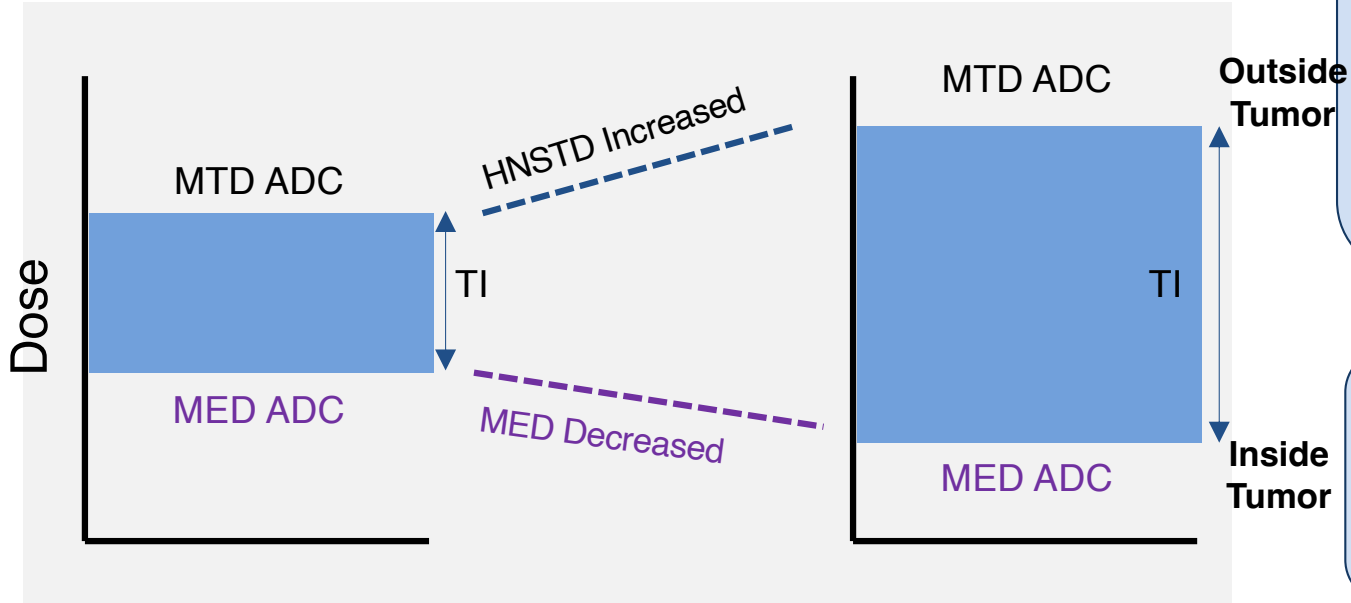 Dose
MTD ADC
TI
MED ADC
HNSTD Increased
MED Decreased
MTD ADC
TI
MED ADC
Outside
Tumor
Inside
Tumor